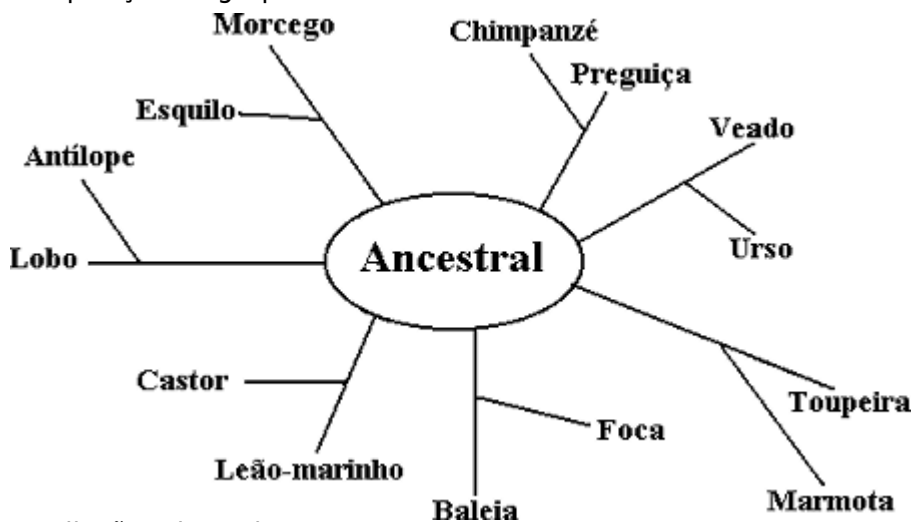 Morcego
Chimpanzé
Preguiça
Esquilo
Veado
Antílope
Urso
Lobo
Ancestral
Castor
Toupeira
Foca
Leão-marinho
Marmota
Baleia